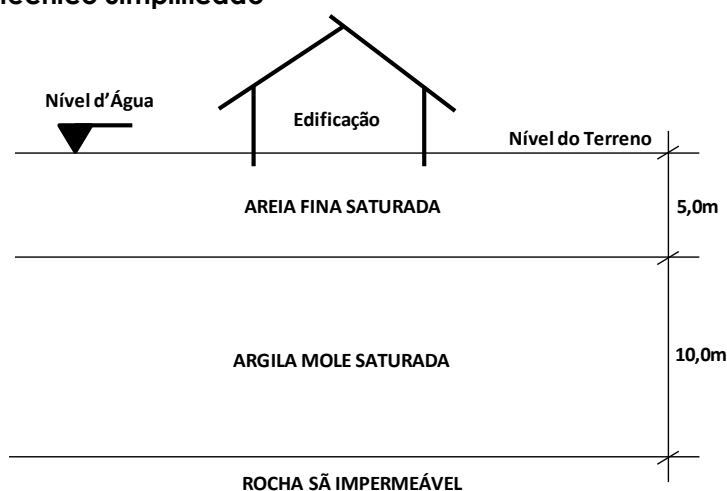 Nível d'Água
Edificação
Nível do Terreno
AREIA FINA SATURADA
5,0m
ARGILA MOLE SATURADA
10,0m
ROCHA SÃ IMPERMEÁVEL